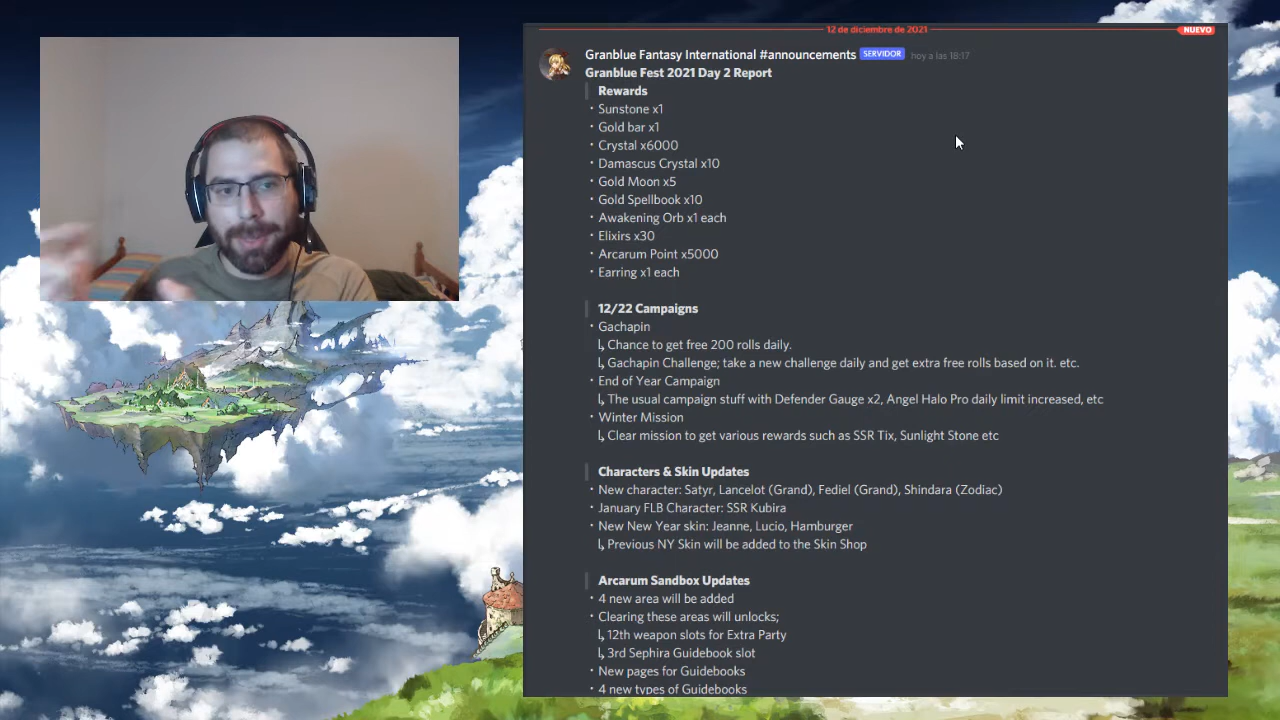 12 de diciembre de 2021
NUEVO
Granblue Fantasy International #announcements SERVIDOR hoy a las 18:17
Granblue Fest 2021 Day 2 Report
Rewards
• Sunstone x1
• Gold bar x1
• Crystal x6000
• Damascus Crystal x10
• Gold Moon x5
• Gold Spellbook x10
• Awakening Orb x1 each
• Elixirs x30
• Arcarum Point x5000
• Earring x1 each
12/22 Campaigns
• Gachapin
↳ Chance to get free 200 rolls daily.
↳ Gachapin Challenge; take a new challenge daily and get extra free rolls based on it. etc.
• End of Year Campaign
↳ The usual campaign stuff with Defender Gauge x2, Angel Halo Pro daily limit increased, etc
• Winter Mission
↳ Clear mission to get various rewards such as SSR Tix, Sunlight Stone etc
Characters & Skin Updates
• New character: Satyr, Lancelot (Grand), Fediel (Grand), Shindara (Zodiac)
• January FLB Character: SSR Kubira
• New New Year skin: Jeanne, Lucio, Hamburger
↳ Previous NY Skin will be added to the Skin Shop
Arcarum Sandbox Updates
• 4 new area will be added
• Clearing these areas will unlocks;
↳ 12th weapon slots for Extra Party
↳ 3rd Sephira Guidebook slot
• New pages for Guidebooks
• 4 new types of Guidebooks